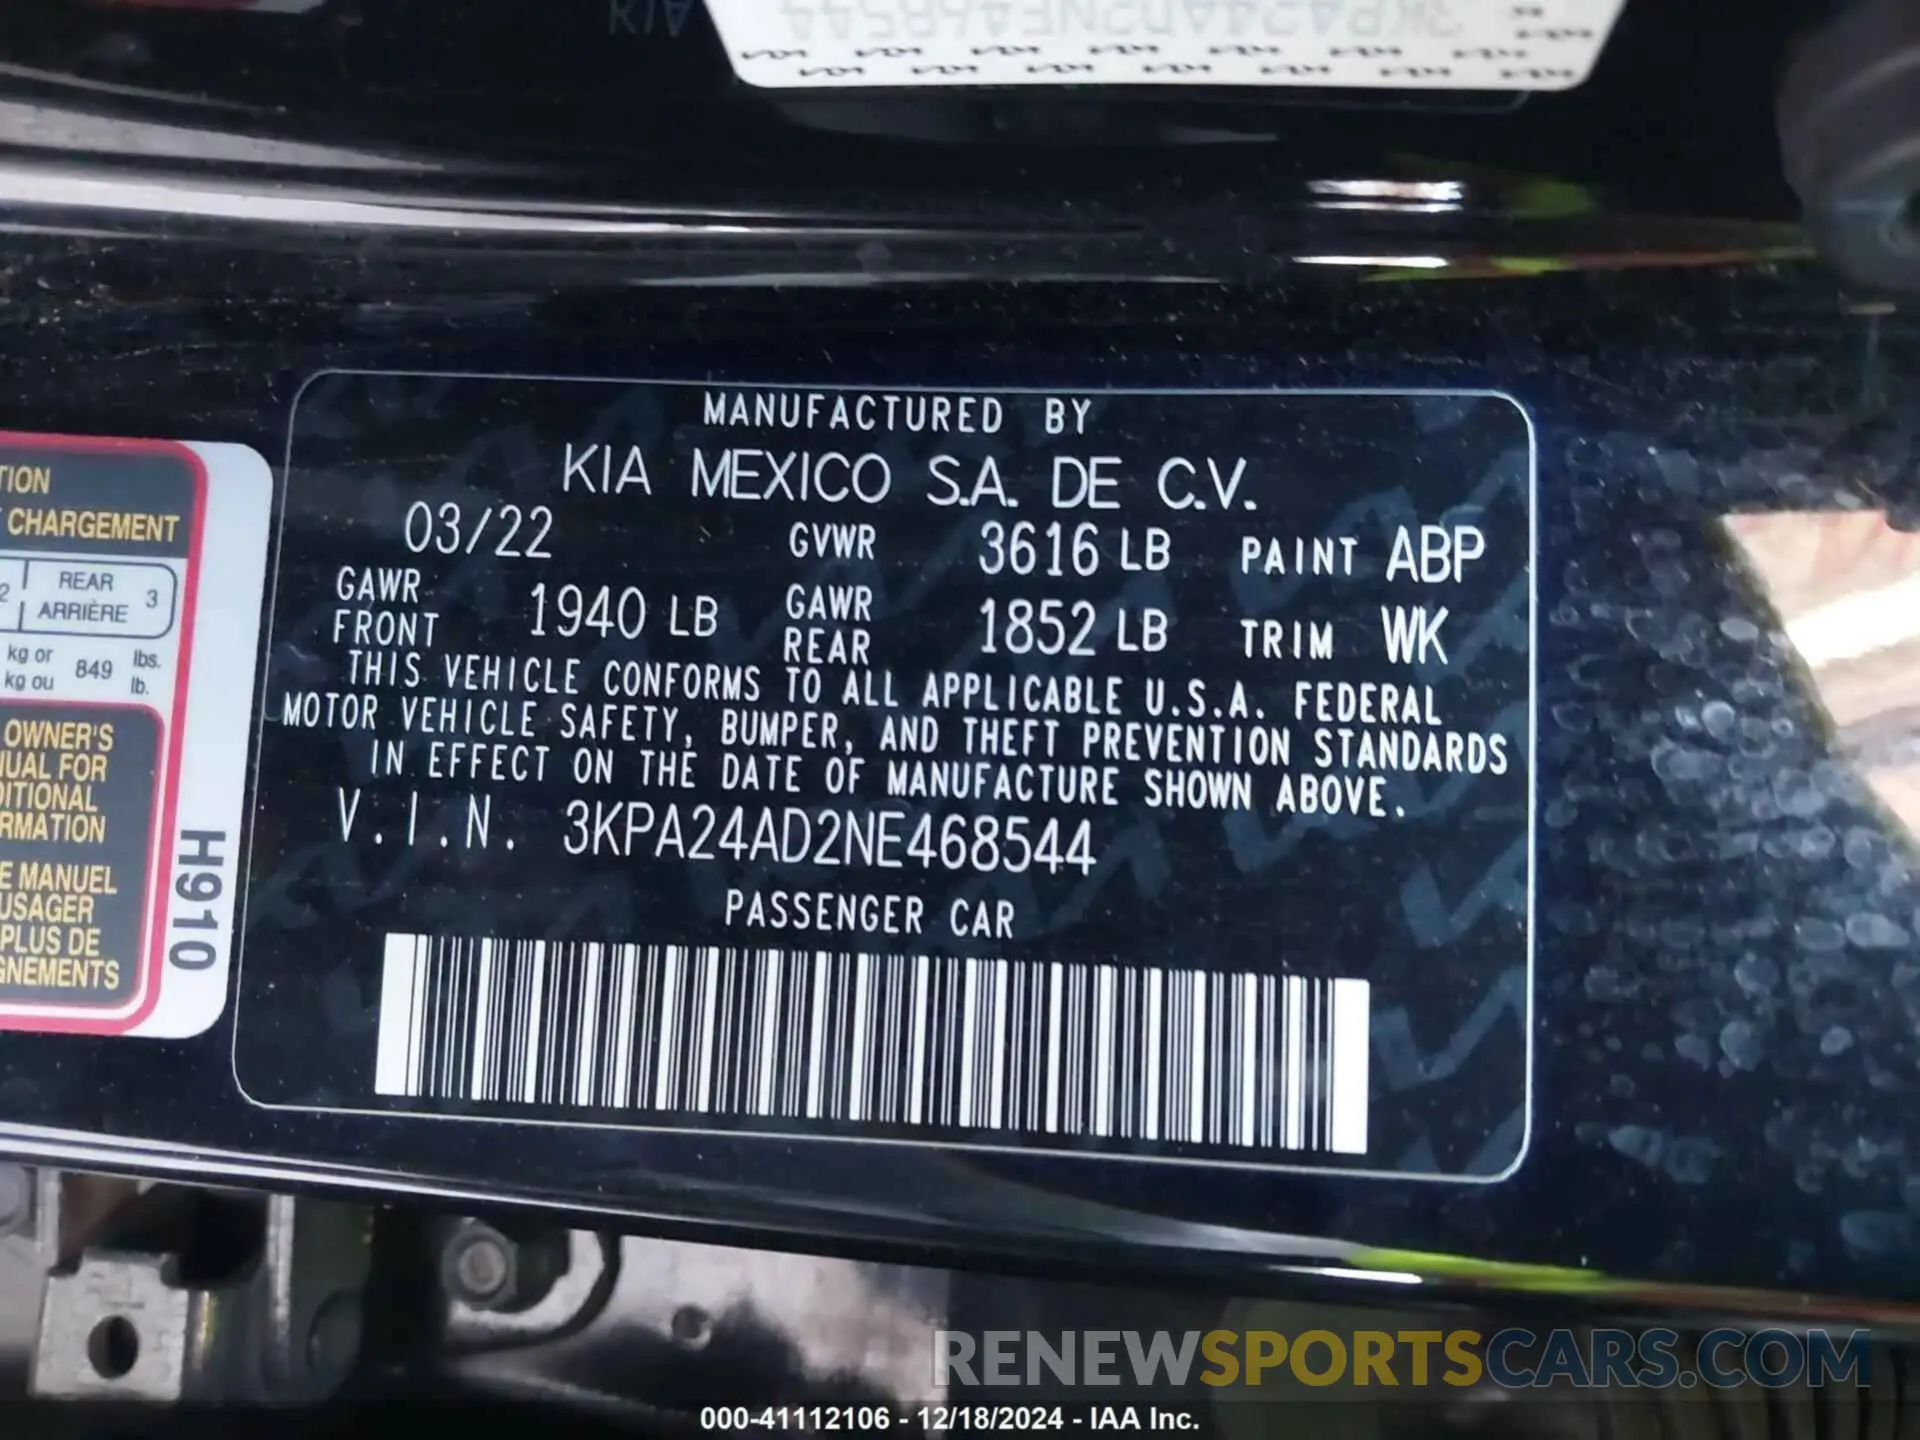 3KPA24AD2NE468544
MANUFACTURED BY
KIA MEXICO S.A. DE C.V.
03/22 GVWR 3616 LB PAINT ABP
GAWR FRONT 1940 LB GAWR REAR 1852 LB TRIM WK
THIS VEHICLE CONFORMS TO ALL APPLICABLE U.S.A. FEDERAL
MOTOR VEHICLE SAFETY, BUMPER, AND THEFT PREVENTION STANDARDS
IN EFFECT ON THE DATE OF MANUFACTURE SHOWN ABOVE.
V.I.N. 3KPA24AD2NE468544
PASSENGER CAR
TION
CHARGEMENT
2 REAR 3
ARRIÈRE
kg or 849 lbs.
kg ou lb.
OWNER'S
UAL FOR
DITIONAL
RMATION
E MANUEL
USAGER
PLUS DE
GNEMENTS
H910
RENEWSPORTSCARS.COM
000-41112106 - 12/18/2024 - IAA Inc.